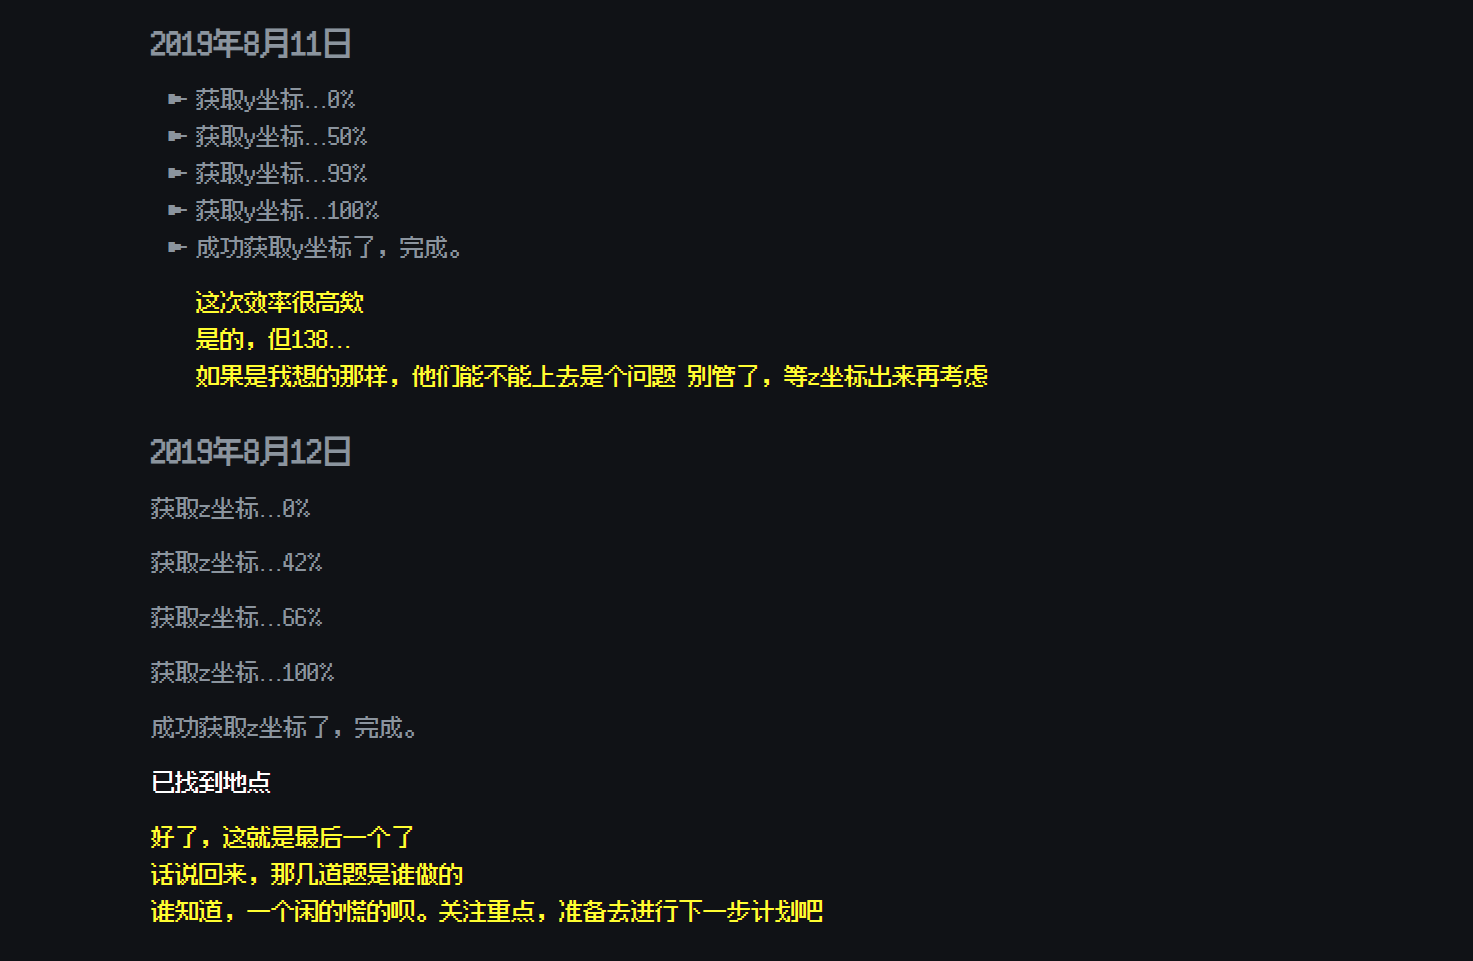 2019年8月11日
获取y坐标...0%
获取y坐标...50%
获取y坐标...99%
获取y坐标...100%
成功获取y坐标了，完成。
这次效率很高欸
是的，但138...
如果是我想的那样，他们能不能上去是个问题 别管了，等z坐标出来再考虑
2019年8月12日
获取z坐标...0%
获取z坐标...42%
获取z坐标...66%
获取z坐标...100%
成功获取z坐标了，完成。
已找到地点
好了，这就是最后一个了
话说回来，那几道题是谁做的
谁知道，一个闲的慌的呗。关注重点，准备去进行下一步计划吧